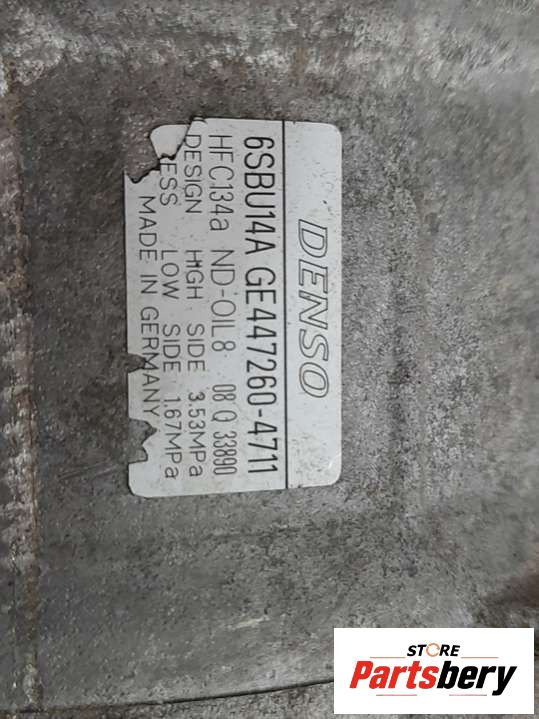 DENSO
6SBU14A GE447260-4711
HFC134a ND-OIL8 08 Q 33890
DESIGN HIGH SIDE 3.53MPa
ESS LOW SIDE 1.67MPa
MADE IN GERMANY
STORE
Partsbery